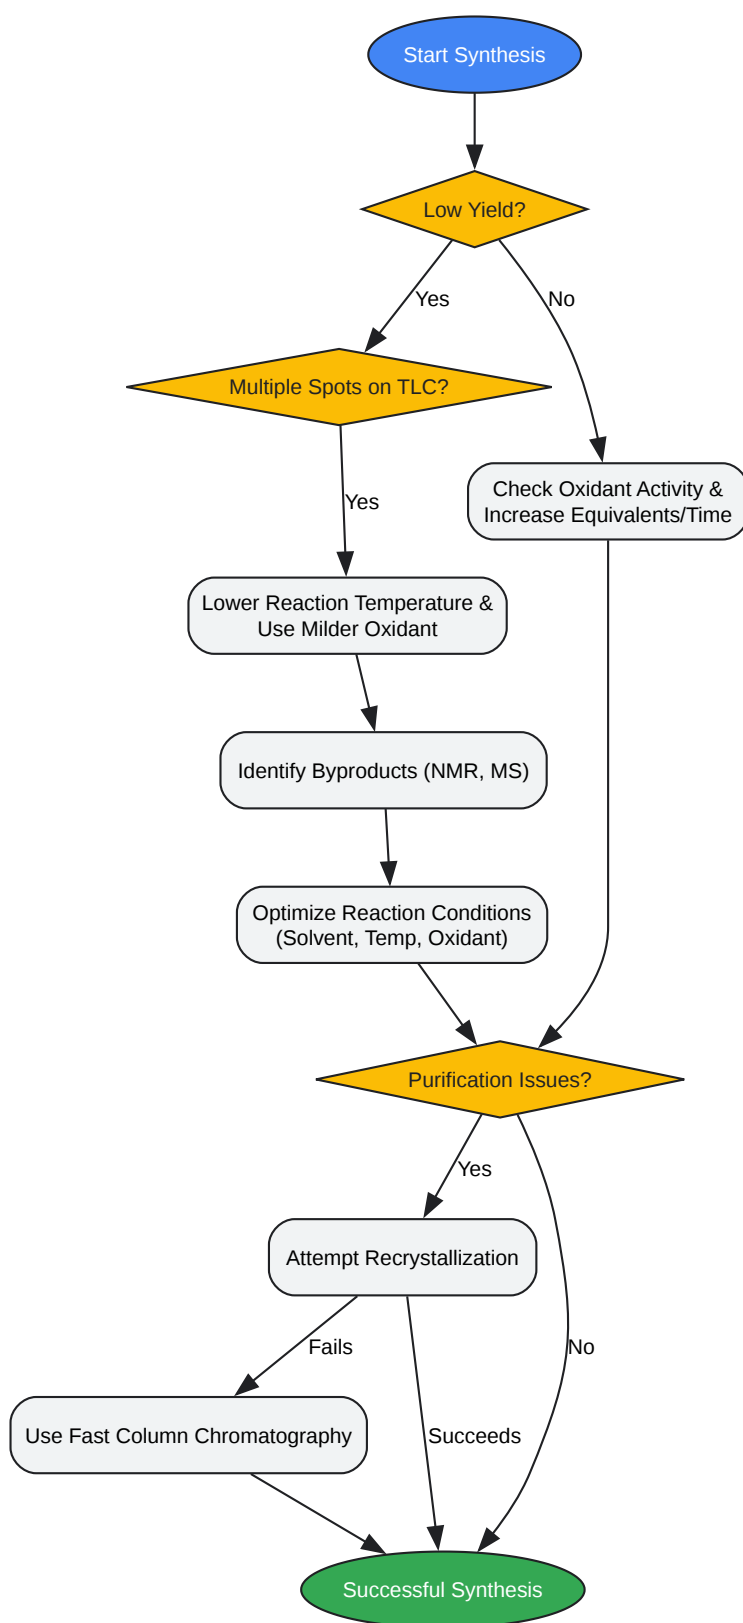 Start Synthesis
Low Yield?
Yes
No
Multiple Spots on TLC?
Check Oxidant Activity &
Increase Equivalents/Time
Yes
Lower Reaction Temperature &
Use Milder Oxidant
Identify Byproducts (NMR, MS)
Optimize Reaction Conditions
(Solvent, Temp, Oxidant)
Purification Issues?
Yes
Attempt Recrystallization
Fails
No
Use Fast Column Chromatography
Succeeds
Successful Synthesis